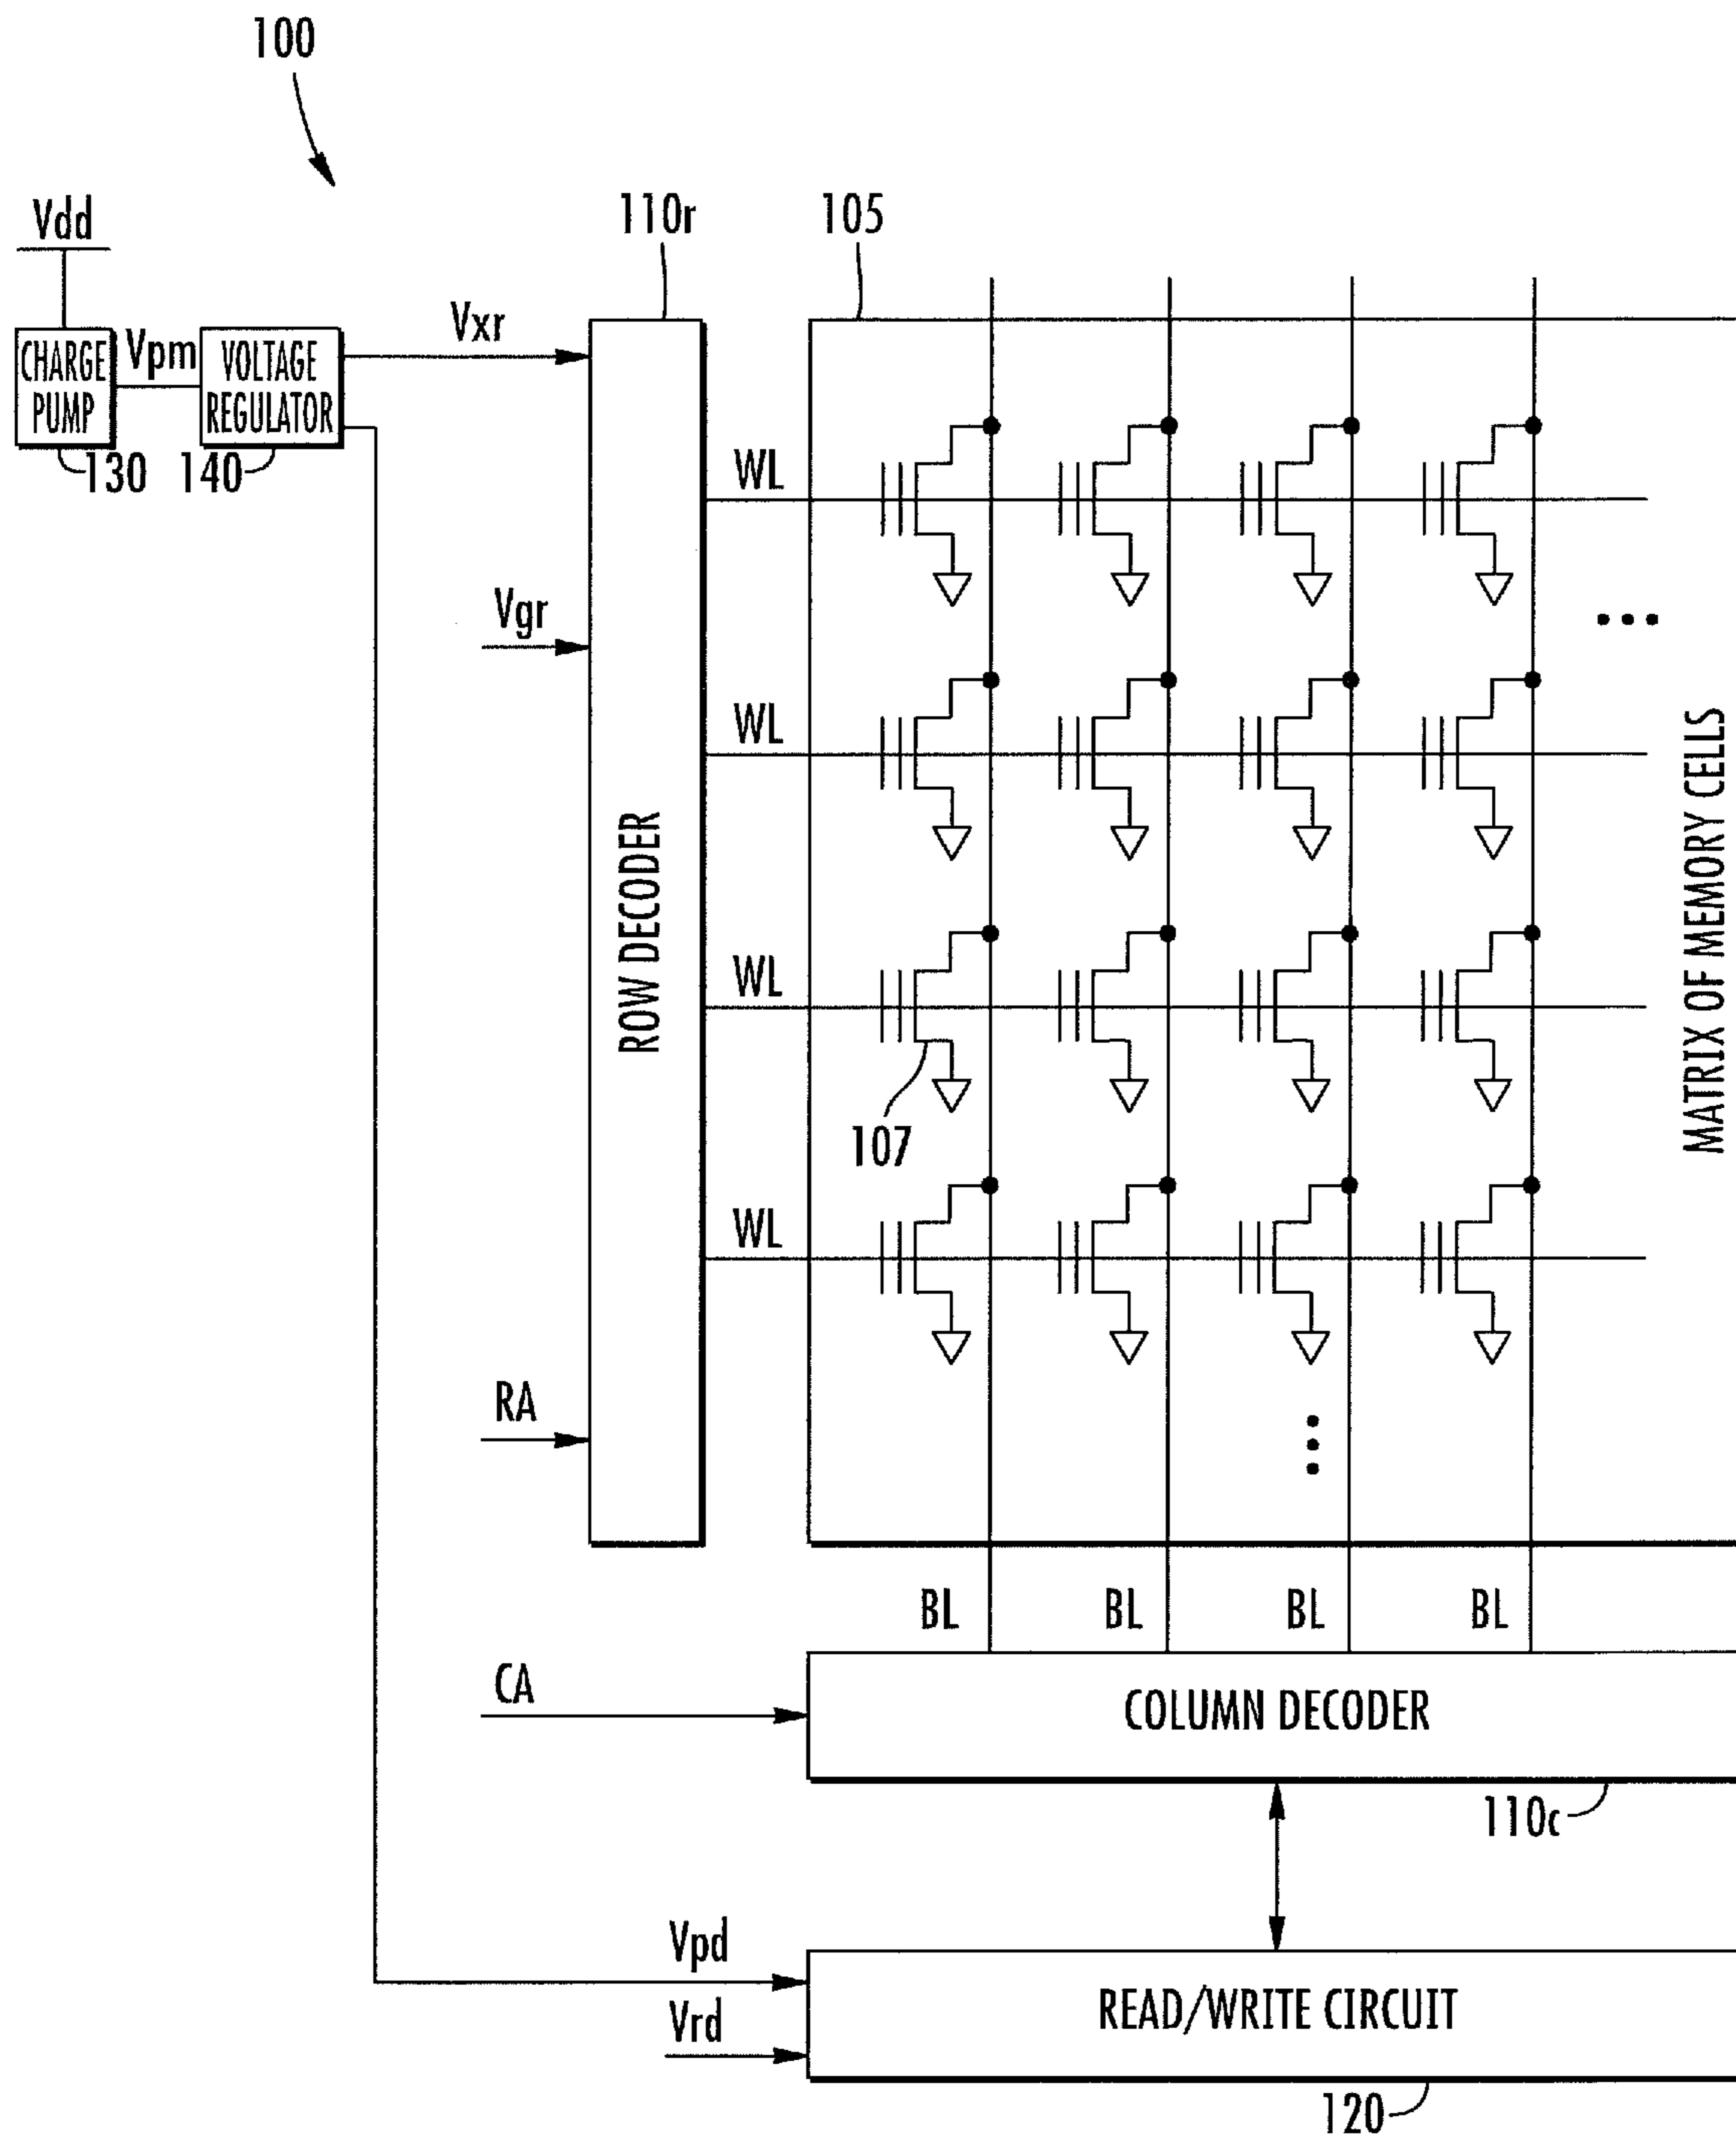 100
Vdd
110r
105
Vxr
CHARGE
PUMP
Vpm
VOLTAGE
REGULATOR
130
140
WL
Vgr
WL
ROW DECODER
MATRIX OF MEMORY CELLS
WL
107
WL
RA
BL BL BL BL
CA
COLUMN DECODER
110c
Vpd
READ/WRITE CIRCUIT
Vrd
120